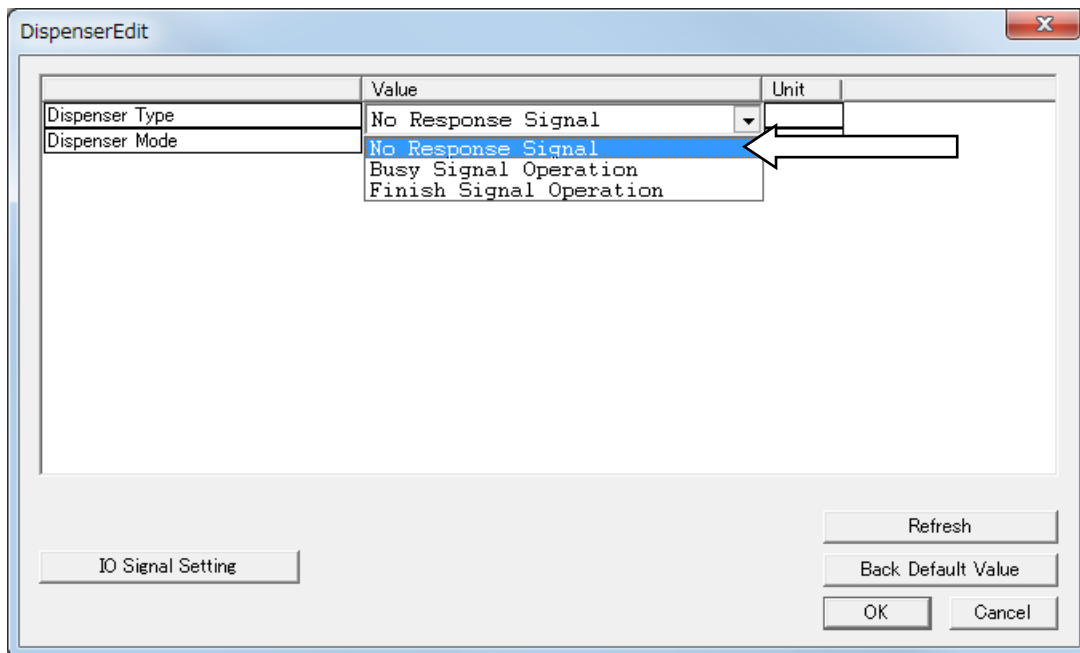 DispenserEdit
X
Value Unit
Dispenser Type No Response Signal
Dispenser Mode No Response Signal
Busy Signal Operation
Finish Signal Operation
Refresh
IO Signal Setting Back Default Value
OK Cancel